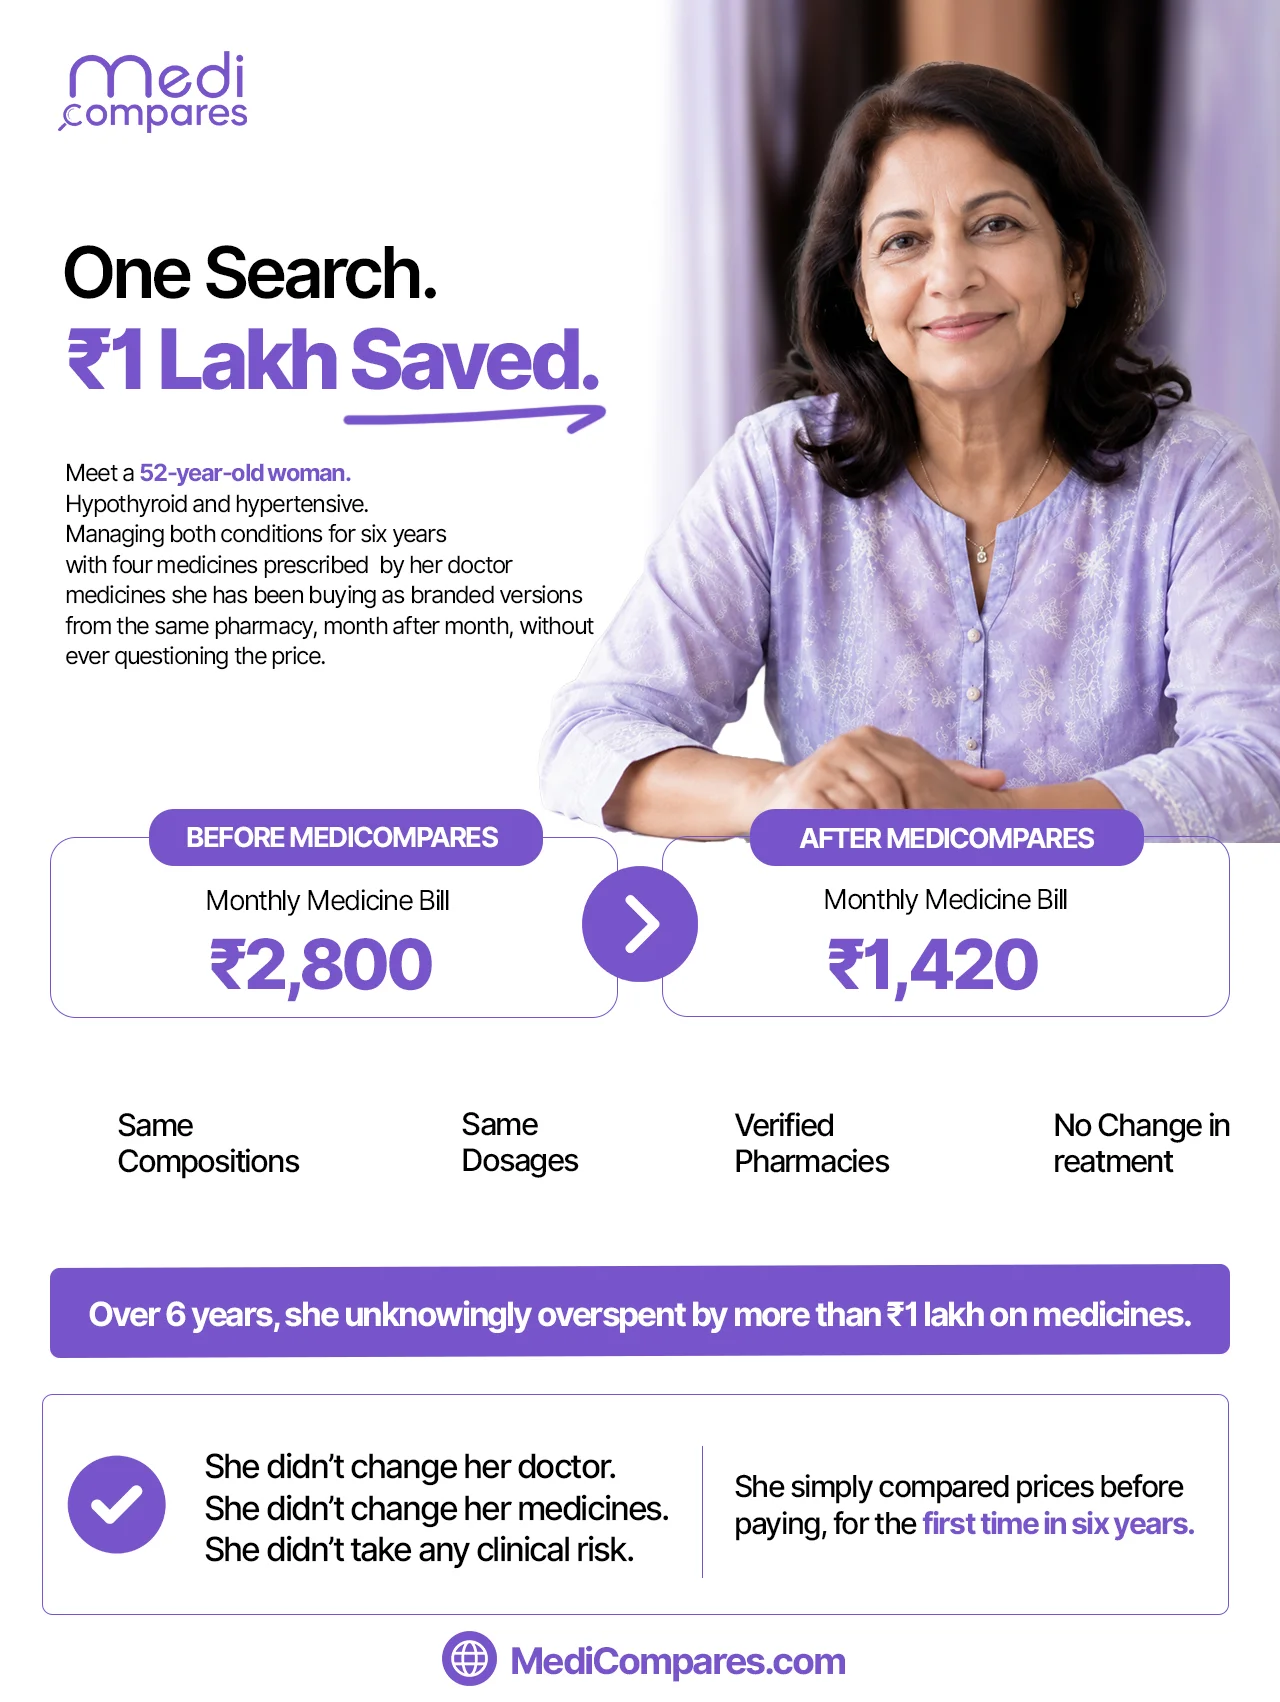 medi
compares
One Search.
₹1 Lakh Saved.
Meet a 52-year-old woman.
Hypothyroid and hypertensive.
Managing both conditions for six years
with four medicines prescribed by her doctor
medicines she has been buying as branded versions
from the same pharmacy, month after month, without
ever questioning the price.
BEFORE MEDICOMPARES
Monthly Medicine Bill
₹2,800
AFTER MEDICOMPARES
Monthly Medicine Bill
₹1,420
Same
Compositions
Same
Dosages
Verified
Pharmacies
No Change in
reatment
Over 6 years, she unknowingly overspent by more than ₹1 lakh on medicines.
She didn’t change her doctor.
She didn’t change her medicines.
She didn’t take any clinical risk.
She simply compared prices before
paying, for the first time in six years.
MediCompares.com